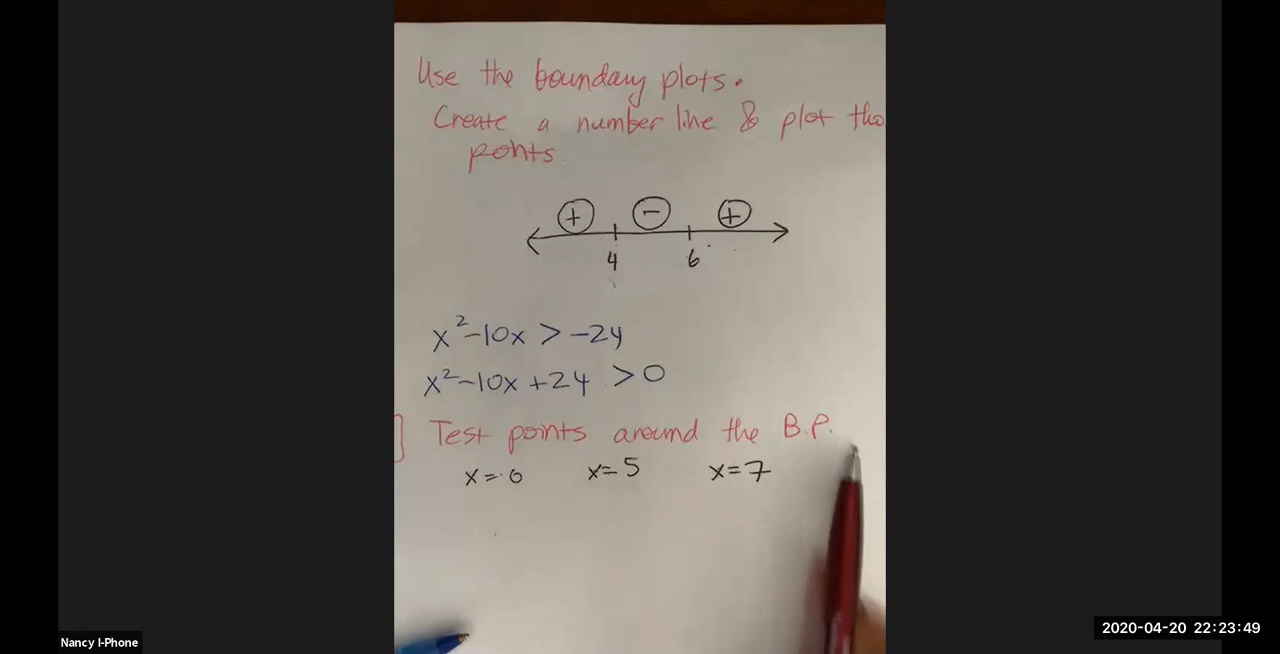 Use the boundary plots.
Create a number line & plot the
points.
+ - +
4 6
x²-10x > -24
x²-10x +24 > 0
] Test points around the B.P.
x = 0 x= 5 x= 7
Nancy I-Phone
2020-04-20 22:23:49